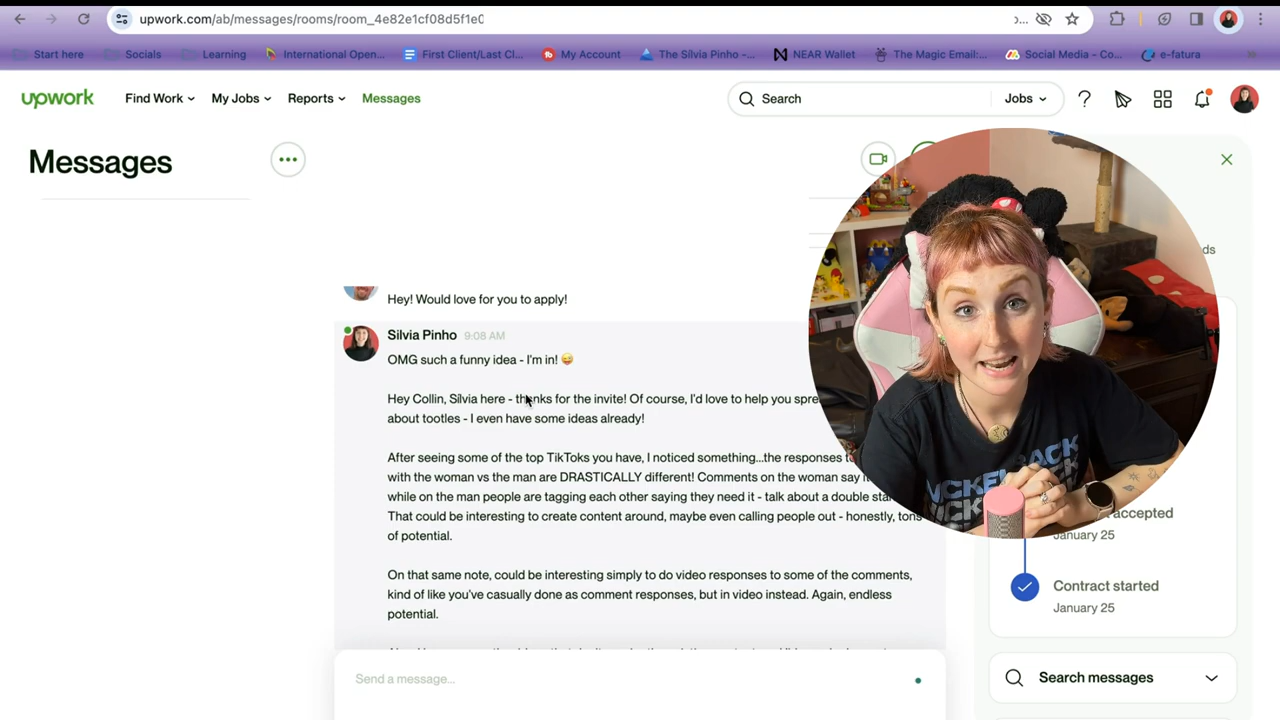 upwork.com/ab/messages/rooms/room_4e82e1cf08d5f1e0
Start here
Socials
Learning
International Open...
First Client/Last Cl...
My Account
The Sílvia Pinho -...
NEAR Wallet
The Magic Email:...
Social Media - Co...
e-fatura
upwork
Find Work
My Jobs
Reports
Messages
Search
Jobs
Messages
Hey! Would love for you to apply!
Silvia Pinho 9:08 AM
OMG such a funny idea - I'm in! 😜
Hey Collin, Sílvia here - thanks for the invite! Of course, I'd love to help you spre
about tootles - I even have some ideas already!
After seeing some of the top TikToks you have, I noticed something...the responses to
with the woman vs the man are DRASTICALLY different! Comments on the woman say i
while on the man people are tagging each other saying they need it - talk about a double sta
That could be interesting to create content around, maybe even calling people out - honestly, tons
of potential.
On that same note, could be interesting simply to do video responses to some of the comments,
kind of like you've casually done as comment responses, but in video instead. Again, endless
potential.
Send a message...
accepted
January 25
Contract started
January 25
Search messages
NICKELBACK